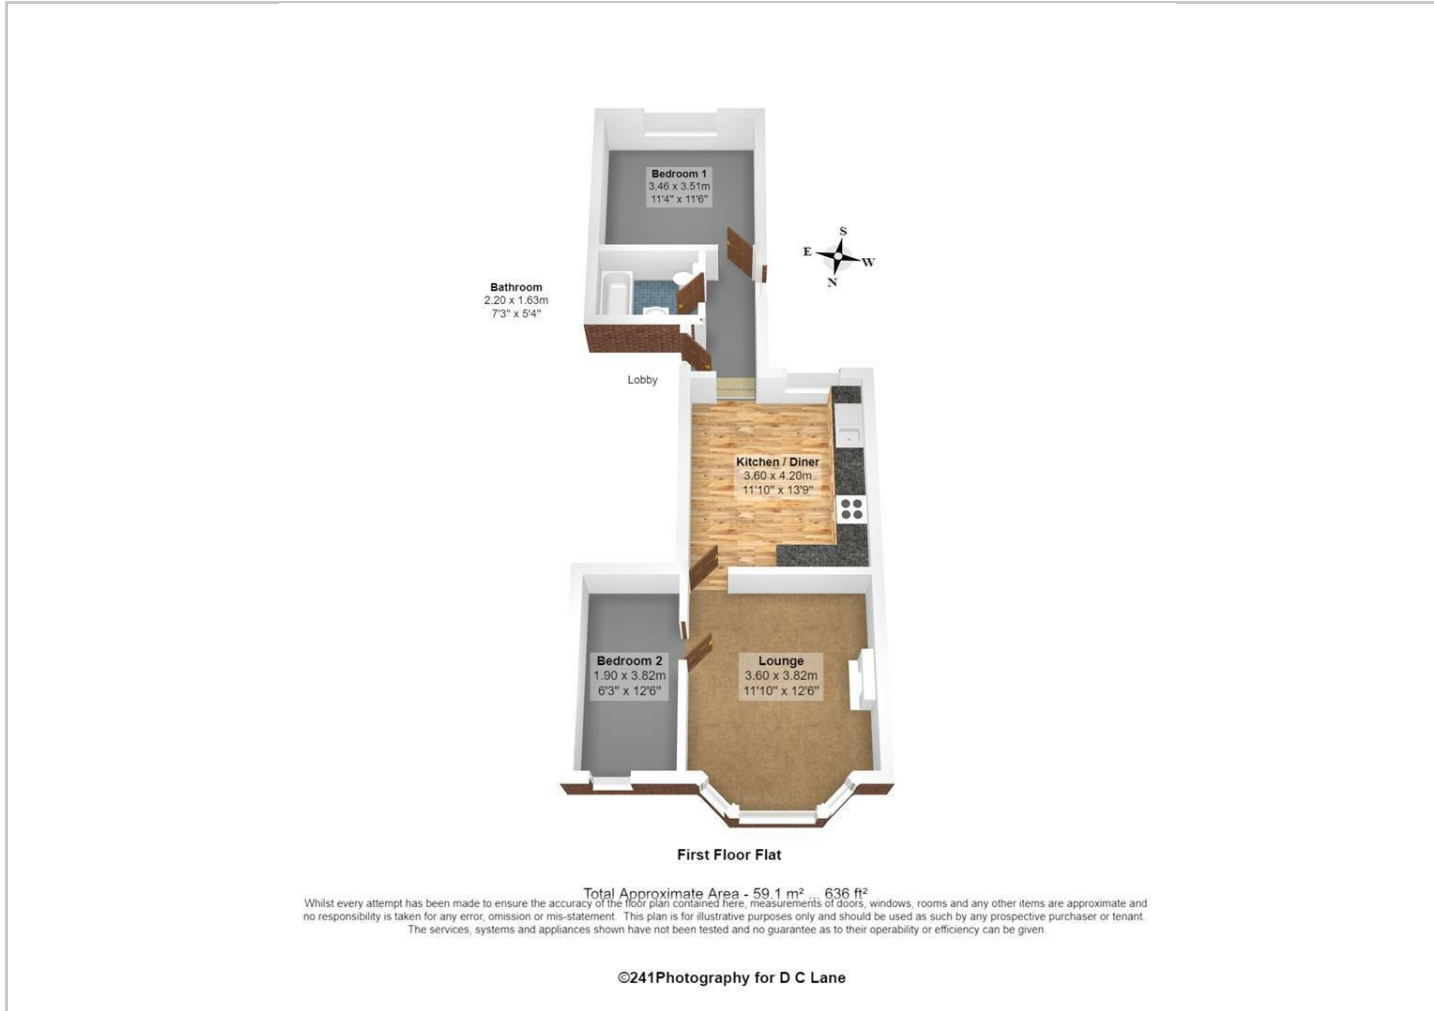 Bedroom 1
3.46 x 3.51m
11'4" x 11'6"
S
E
W
N
Bathroom
2.20 x 1.63m
7'3" x 5'4"
Lobby
Kitchen / Diner
3.60 x 4.20m
11'10" x 13'9"
Bedroom 2
1.90 x 3.82m
6'3" x 12'6"
Lounge
3.60 x 3.82m
11'10" x 12'6"
First Floor Flat
Total Approximate Area - 59.1 m² ... 636 ft²
Whilst every attempt has been made to ensure the accuracy of the floor plan contained here, measurements of doors, windows, rooms and any other items are approximate and
no responsibility is taken for any error, omission or mis-statement. This plan is for illustrative purposes only and should be used as such by any prospective purchaser or tenant.
The services, systems and appliances shown have not been tested and no guarantee as to their operability or efficiency can be given.
©241Photography for D C Lane